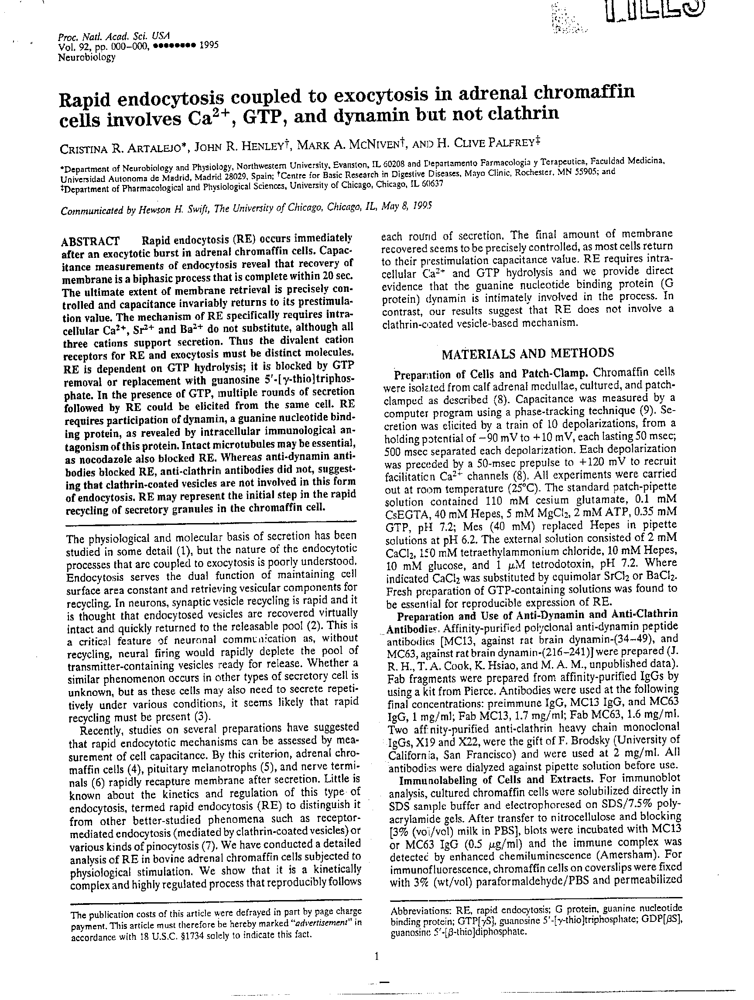 Proc. Natl. Acad. Sci. USA
Vol. 92, pp. 000–000, •••••••• 1995
Neurobiology
Rapid endocytosis coupled to exocytosis in adrenal chromaffin
cells involves Ca²⁺, GTP, and dynamin but not clathrin
CRISTINA R. ARTALEJO*, JOHN R. HENLEY†, MARK A. MCNIVEN†, AND H. CLIVE PALFREY‡
*Department of Neurobiology and Physiology, Northwestern University, Evanston, IL 60208 and Departamento Farmacologia y Terapeutica, Faculdad Medicina,
Universidad Autonoma de Madrid, Madrid 28029, Spain; †Centre for Basic Research in Digestive Diseases, Mayo Clinic, Rochester, MN 55905; and
‡Department of Pharmacological and Physiological Sciences, University of Chicago, Chicago, IL 60637
Communicated by Hewson H. Swift, The University of Chicago, Chicago, IL, May 8, 1995
ABSTRACT Rapid endocytosis (RE) occurs immediately
after an exocytotic burst in adrenal chromaffin cells. Capac-
itance measurements of endocytosis reveal that recovery of
membrane is a biphasic process that is complete within 20 sec.
The ultimate extent of membrane retrieval is precisely con-
trolled and capacitance invariably returns to its prestimula-
tion value. The mechanism of RE specifically requires intra-
cellular Ca²⁺, Sr²⁺ and Ba²⁺ do not substitute, although all
three cations support secretion. Thus the divalent cation
receptors for RE and exocytosis must be distinct molecules.
RE is dependent on GTP hydrolysis; it is blocked by GTP
removal or replacement with guanosine 5′-[γ-thio]triphos-
phate. In the presence of GTP, multiple rounds of secretion
followed by RE could be elicited from the same cell. RE
requires participation of dynamin, a guanine nucleotide bind-
ing protein, as revealed by intracellular immunological an-
tagonism of this protein. Intact microtubules may be essential,
as nocodazole also blocked RE. Whereas anti-dynamin anti-
bodies blocked RE, anti-clathrin antibodies did not, suggest-
ing that clathrin-coated vesicles are not involved in this form
of endocytosis. RE may represent the initial step in the rapid
recycling of secretory granules in the chromaffin cell.
The physiological and molecular basis of secretion has been
studied in some detail (1), but the nature of the endocytotic
processes that are coupled to exocytosis is poorly understood.
Endocytosis serves the dual function of maintaining cell
surface area constant and retrieving vesicular components for
recycling. In neurons, synaptic vesicle recycling is rapid and it
is thought that endocytosed vesicles are recovered virtually
intact and quickly returned to the releasable pool (2). This is
a critical feature of neuronal communication as, without
recycling, neural firing would rapidly deplete the pool of
transmitter-containing vesicles ready for release. Whether a
similar phenomenon occurs in other types of secretory cell is
unknown, but as these cells may also need to secrete repeti-
tively under various conditions, it seems likely that rapid
recycling must be present (3).
Recently, studies on several preparations have suggested
that rapid endocytotic mechanisms can be assessed by mea-
surement of cell capacitance. By this criterion, adrenal chro-
maffin cells (4), pituitary melanotrophs (5), and nerve termi-
nals (6) rapidly recapture membrane after secretion. Little is
known about the kinetics and regulation of this type of
endocytosis, termed rapid endocytosis (RE) to distinguish it
from other better-studied phenomena such as receptor-
mediated endocytosis (mediated by clathrin-coated vesicles) or
various kinds of pinocytosis (7). We have conducted a detailed
analysis of RE in bovine adrenal chromaffin cells subjected to
physiological stimulation. We show that it is a kinetically
complex and highly regulated process that reproducibly follows
The publication costs of this article were defrayed in part by page charge
payment. This article must therefore be hereby marked "advertisement" in
accordance with 18 U.S.C. §1734 solely to indicate this fact.
each round of secretion. The final amount of membrane
recovered seems to be precisely controlled, as most cells return
to their prestimulation capacitance value. RE requires intra-
cellular Ca²⁺ and GTP hydrolysis and we provide direct
evidence that the guanine nucleotide binding protein (G
protein) dynamin is intimately involved in the process. In
contrast, our results suggest that RE does not involve a
clathrin-coated vesicle-based mechanism.
MATERIALS AND METHODS
Preparation of Cells and Patch-Clamp. Chromaffin cells
were isolated from calf adrenal medullae, cultured, and patch-
clamped as described (8). Capacitance was measured by a
computer program using a phase-tracking technique (9). Se-
cretion was elicited by a train of 10 depolarizations, from a
holding potential of −90 mV to +10 mV, each lasting 50 msec;
500 msec separated each depolarization. Each depolarization
was preceded by a 50-msec prepulse to +120 mV to recruit
facilitation Ca²⁺ channels (8). All experiments were carried
out at room temperature (25°C). The standard patch-pipette
solution contained 110 mM cesium glutamate, 0.1 mM
CsEGTA, 40 mM Hepes, 5 mM MgCl₂, 2 mM ATP, 0.35 mM
GTP, pH 7.2; Mes (40 mM) replaced Hepes in pipette
solutions at pH 6.2. The external solution consisted of 2 mM
CaCl₂, 150 mM tetraethylammonium chloride, 10 mM Hepes,
10 mM glucose, and 1 μM tetrodotoxin, pH 7.2. Where
indicated CaCl₂ was substituted by equimolar SrCl₂ or BaCl₂.
Fresh preparation of GTP-containing solutions was found to
be essential for reproducible expression of RE.
Preparation and Use of Anti-Dynamin and Anti-Clathrin
Antibodies. Affinity-purified polyclonal anti-dynamin peptide
antibodies [MC13, against rat brain dynamin-(34–49), and
MC63, against rat brain dynamin-(216–241)] were prepared (J.
R. H., T. A. Cook, K. Hsiao, and M. A. M., unpublished data).
Fab fragments were prepared from affinity-purified IgGs by
using a kit from Pierce. Antibodies were used at the following
final concentrations: preimmune IgG, MC13 IgG, and MC63
IgG, 1 mg/ml; Fab MC13, 1.7 mg/ml; Fab MC63, 1.6 mg/ml.
Two affinity-purified anti-clathrin heavy chain monoclonal
IgGs, X19 and X22, were the gift of F. Brodsky (University of
California, San Francisco) and were used at 2 mg/ml. All
antibodies were dialyzed against pipette solution before use.
Immunolabeling of Cells and Extracts. For immunoblot
analysis, cultured chromaffin cells were solubilized directly in
SDS sample buffer and electrophoresed on SDS/7.5% poly-
acrylamide gels. After transfer to nitrocellulose and blocking
[3% (vol/vol) milk in PBS], blots were incubated with MC13
or MC63 IgG (0.5 μg/ml) and the immune complex was
detected by enhanced chemiluminescence (Amersham). For
immunofluorescence, chromaffin cells on coverslips were fixed
with 3% (wt/vol) paraformaldehyde/PBS and permeabilized
Abbreviations: RE, rapid endocytosis; G protein, guanine nucleotide
binding protein; GTP[γS], guanosine 5′-[γ-thio]triphosphate; GDP[βS],
guanosine 5′-[β-thio]diphosphate.
1